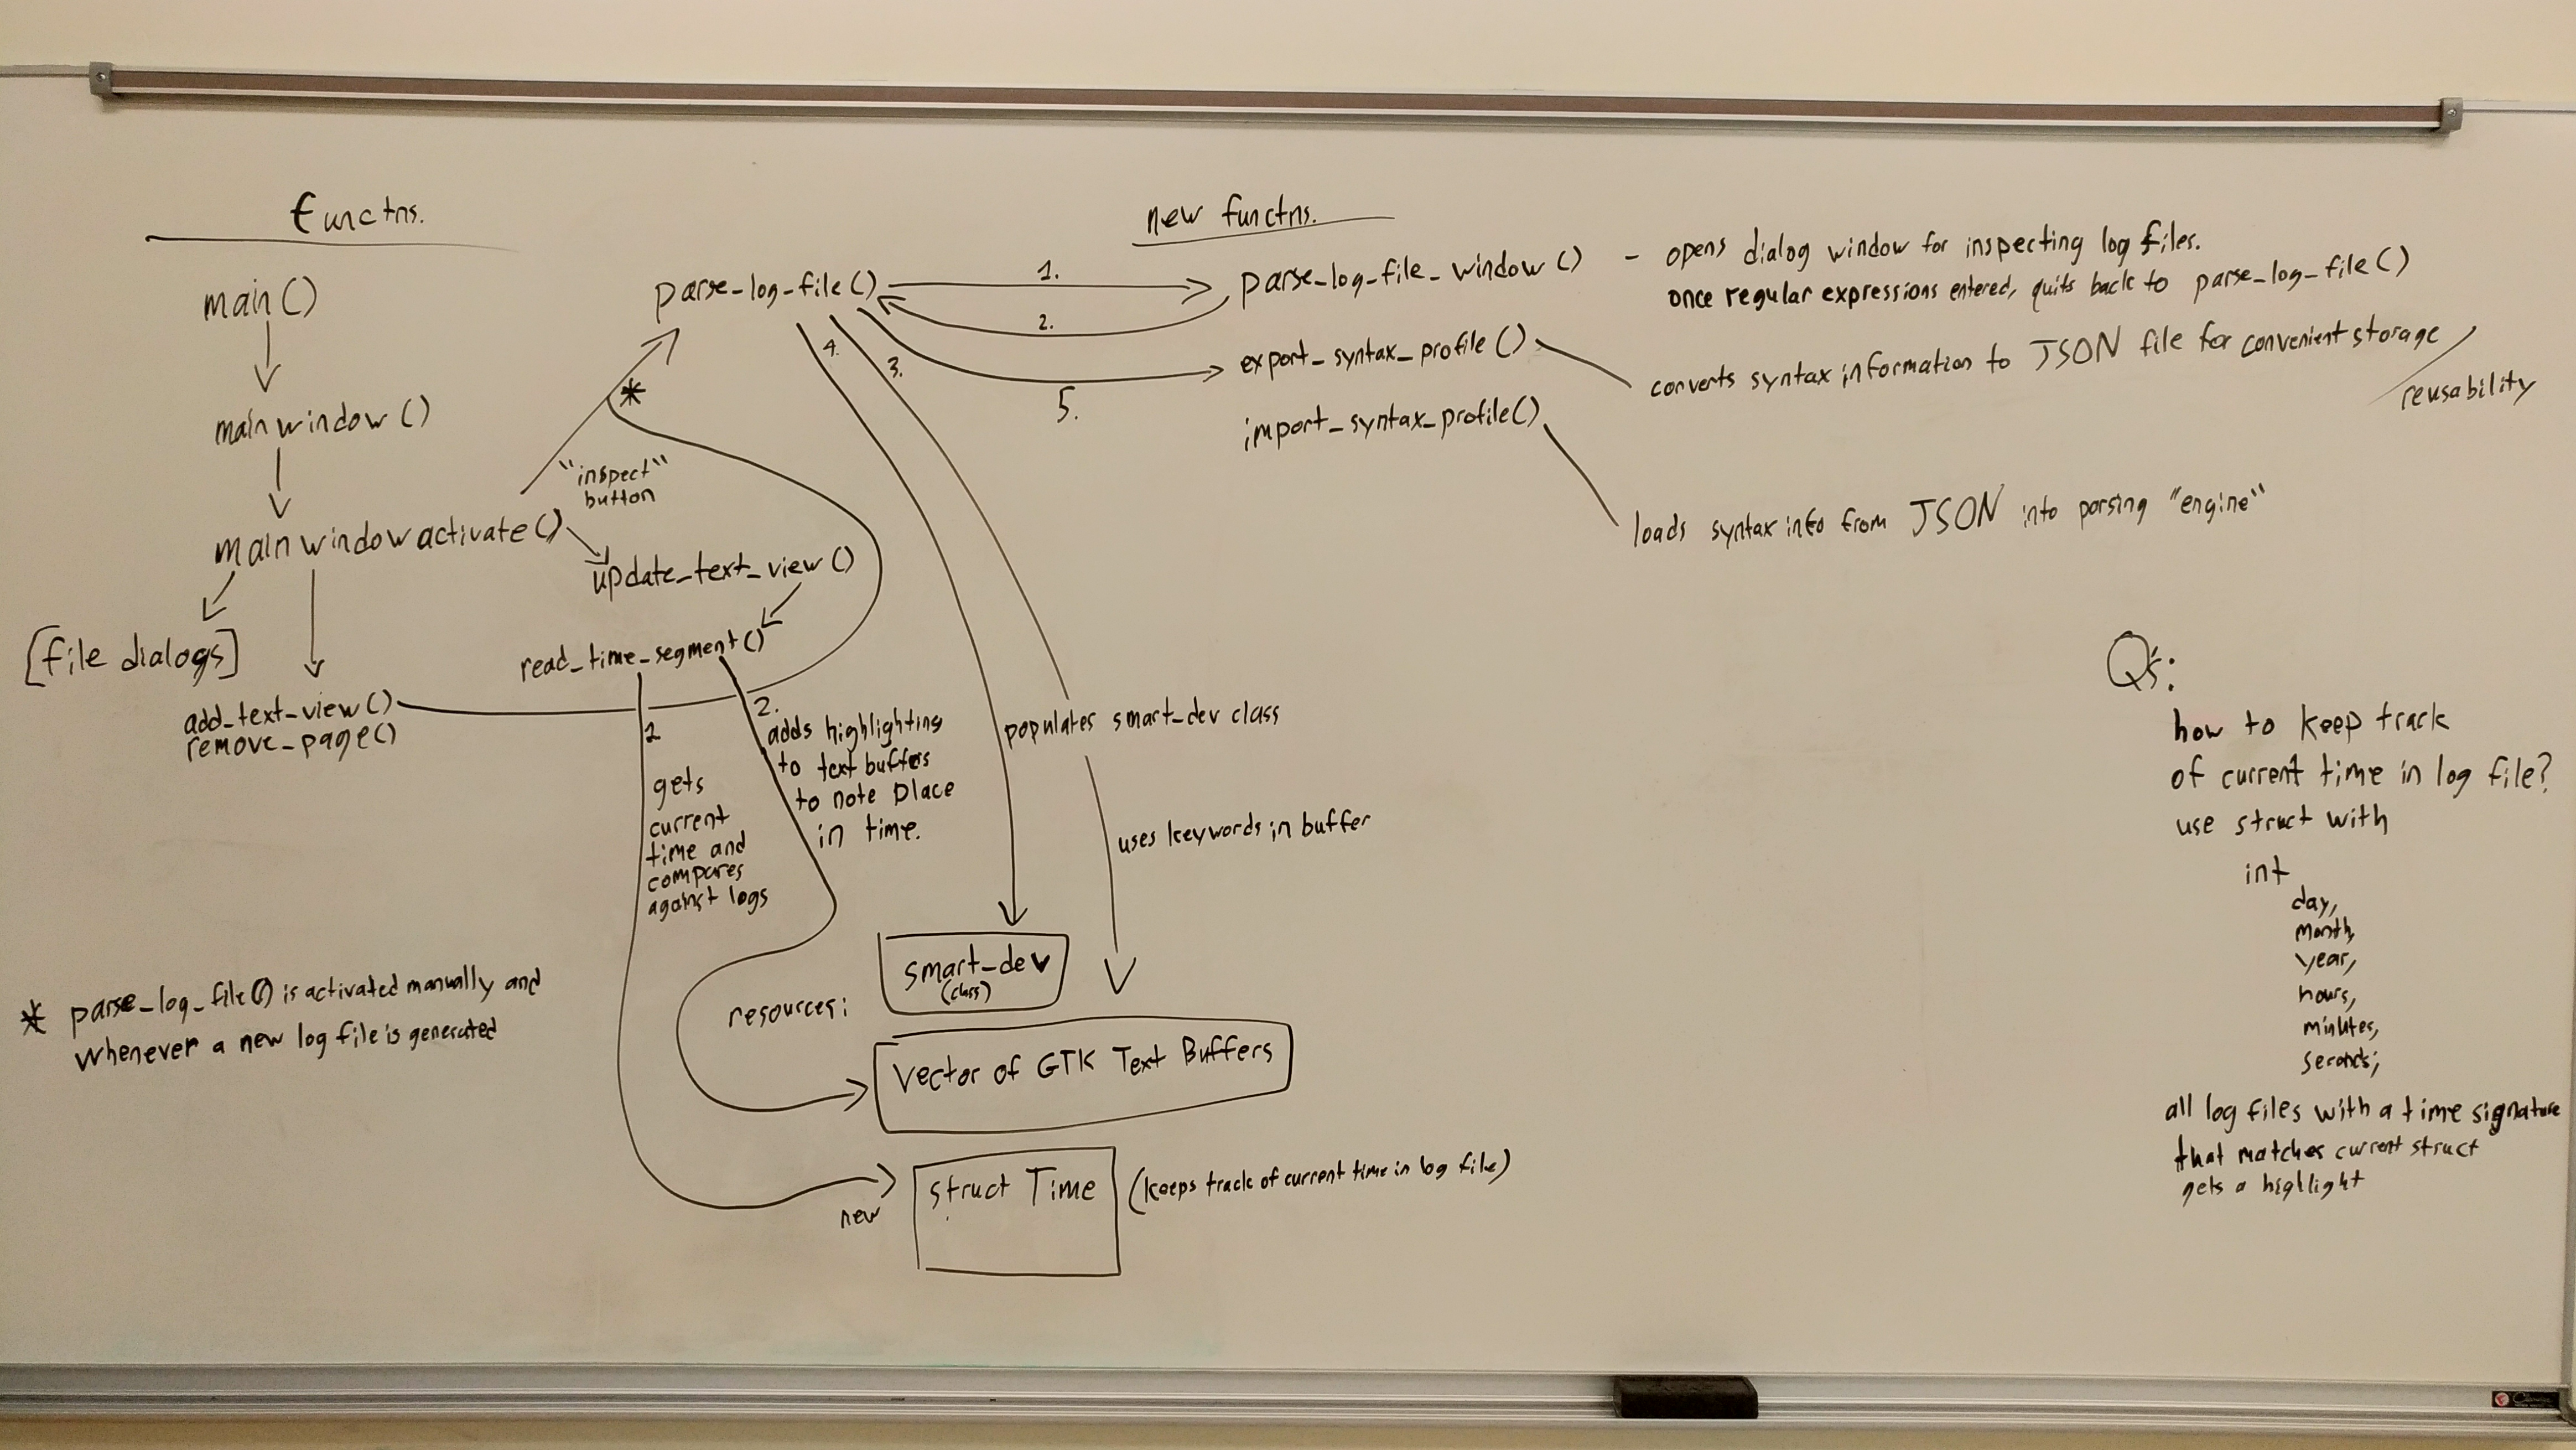 functns.
main()
mainwindow()
mainwindowactivate()
"inspect"
button
update_text_view()
read_time_segment()
[file dialogs]
add_text_view()
remove_page()
1
gets
current
time and
compares
against logs
2.
adds highlighting
to text buffers
to note place
in time.
* parse_log_file() is activated manually and
whenever a new log file is generated
*
parse_log_file()
1.
2.
3.
4.
5.
new functns.
parse_log_file_window() - opens dialog window for inspecting log files.
once regular expressions entered, quits back to parse_log_file()
export_syntax_profile()
converts syntax information to JSON file for convenient storage /
reusability
import_syntax_profile()
loads syntax info from JSON into parsing "engine"
populates smart_dev class
uses keywords in buffer
resources:
smart_dev
(class)
Vector of GTK Text Buffers
new
struct Time
(keeps track of current time in log file)
Q's:
how to keep track
of current time in log file?
use struct with
int
day,
month,
year,
hours,
minutes,
seconds;
all log files with a time signature
that matches current struct
gets a highlight